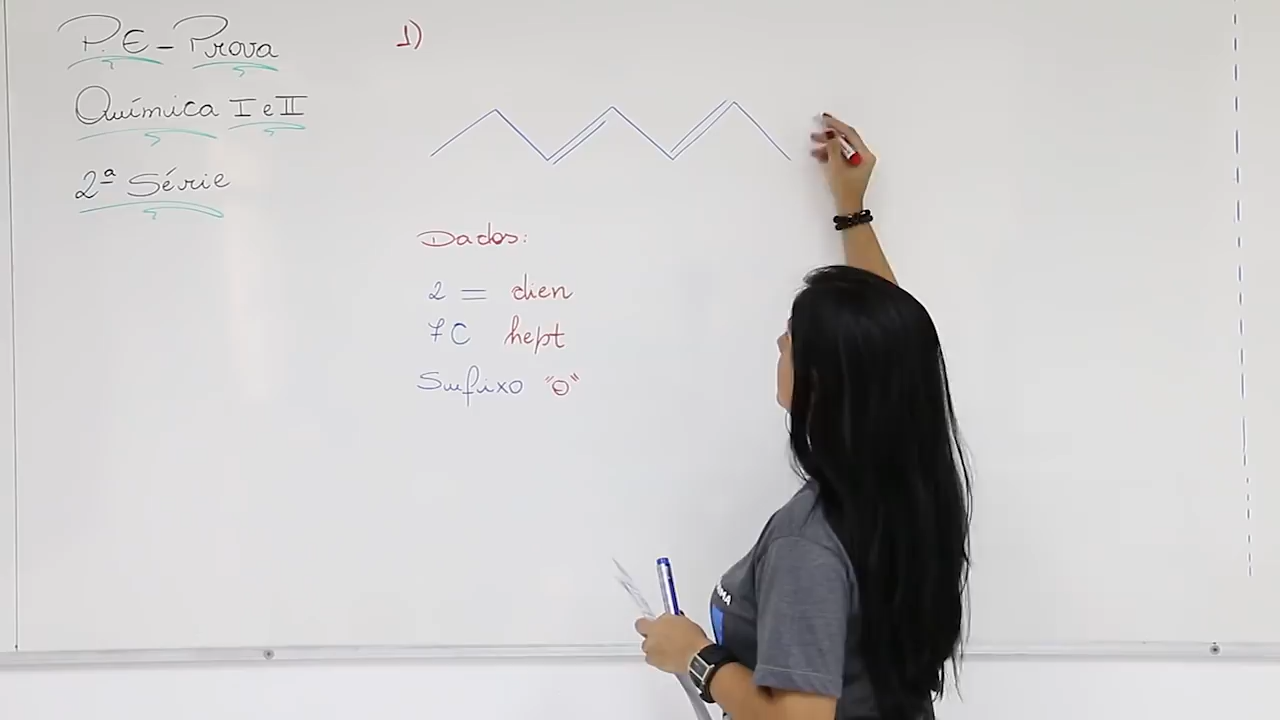 P.E - Prova
Química I e II
2ª Série
1)
Dados:
2 = dien
7C hept
Sufixo "o"